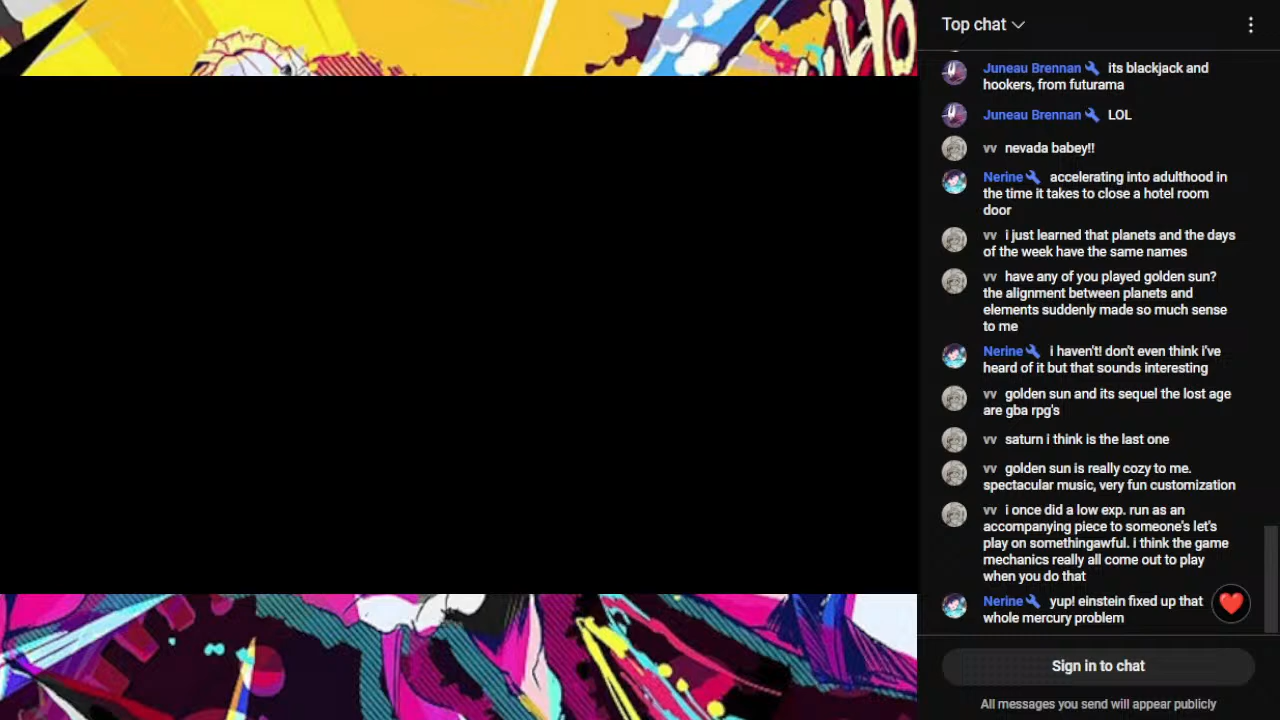 Top chat
Juneau Brennan its blackjack and
hookers, from futurama
Juneau Brennan LOL
vv nevada babey!!
Nerine accelerating into adulthood in
the time it takes to close a hotel room
door
vv i just learned that planets and the days
of the week have the same names
vv have any of you played golden sun?
the alignment between planets and
elements suddenly made so much sense
to me
Nerine i haven't! don't even think i've
heard of it but that sounds interesting
vv golden sun and its sequel the lost age
are gba rpg's
vv saturn i think is the last one
vv golden sun is really cozy to me.
spectacular music, very fun customization
vv i once did a low exp. run as an
accompanying piece to someone's let's
play on somethingawful. i think the game
mechanics really all come out to play
when you do that
Nerine yup! einstein fixed up that
whole mercury problem
Sign in to chat
All messages you send will appear publicly